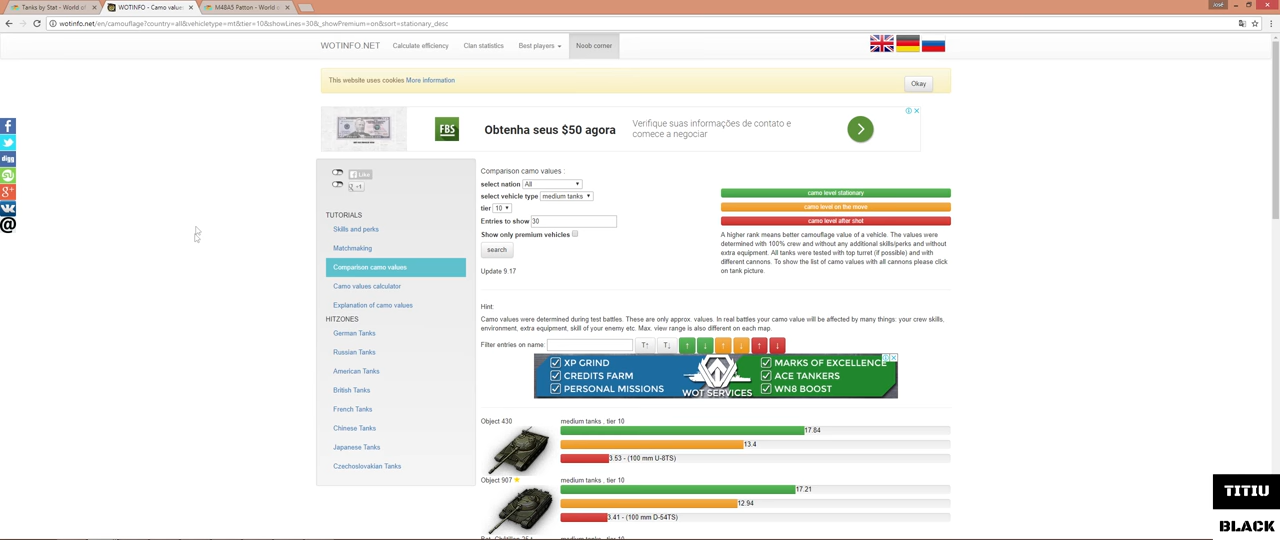 Tanks by Stat - World of
WOTINFO - Camo values
M48A5 Patton - World of s
José
wotinfo.net/en/camouflage?country=all&vehicletype=mt&tier=10&showLines=30&_showPremium=on&sort=stationary_desc
WOTINFO.NET
Calculate efficiency
Clan statistics
Best players
Noob corner
This website uses cookies More information
Okay
FBS
Obtenha seus $50 agora
Verifique suas informações de contato e
comece a negociar
Like
+1
TUTORIALS
Skills and perks
Matchmaking
Comparison camo values
Camo values calculator
Explanation of camo values
HITZONES
German Tanks
Russian Tanks
American Tanks
British Tanks
French Tanks
Chinese Tanks
Japanese Tanks
Czechoslovakian Tanks
Comparison camo values :
select nation All
select vehicle type medium tanks
tier 10
Entries to show 30
Show only premium vehicles
search
Update 9.17
camo level stationary
camo level on the move
camo level after shot
A higher rank means better camouflage value of a vehicle. The values were
determined with 100% crew and without any additional skills/perks and without
extra equipment. All tanks were tested with top turret (if possible) and with
different cannons. To show the list of camo values with all cannons please click
on tank picture.
Hint:
Camo values were determined during test battles. These are only approx. values. In real battles your camo value will be affected by many things: your crew skills,
environment, extra equipment, skill of your enemy etc. Max. view range is also different on each map.
Filter entries on name:
T↑ T↓ ↑ ↓ ↑ ↓ ↑ ↓
XP GRIND
CREDITS FARM
PERSONAL MISSIONS
WOT SERVICES
MARKS OF EXCELLENCE
ACE TANKERS
WN8 BOOST
Object 430
medium tanks , tier 10
17.84
13.4
3.53 - (100 mm U-8TS)
Object 907
medium tanks , tier 10
17.21
12.94
3.41 - (100 mm D-54TS)
medium tanks , tier 10
TITIU
BLACK